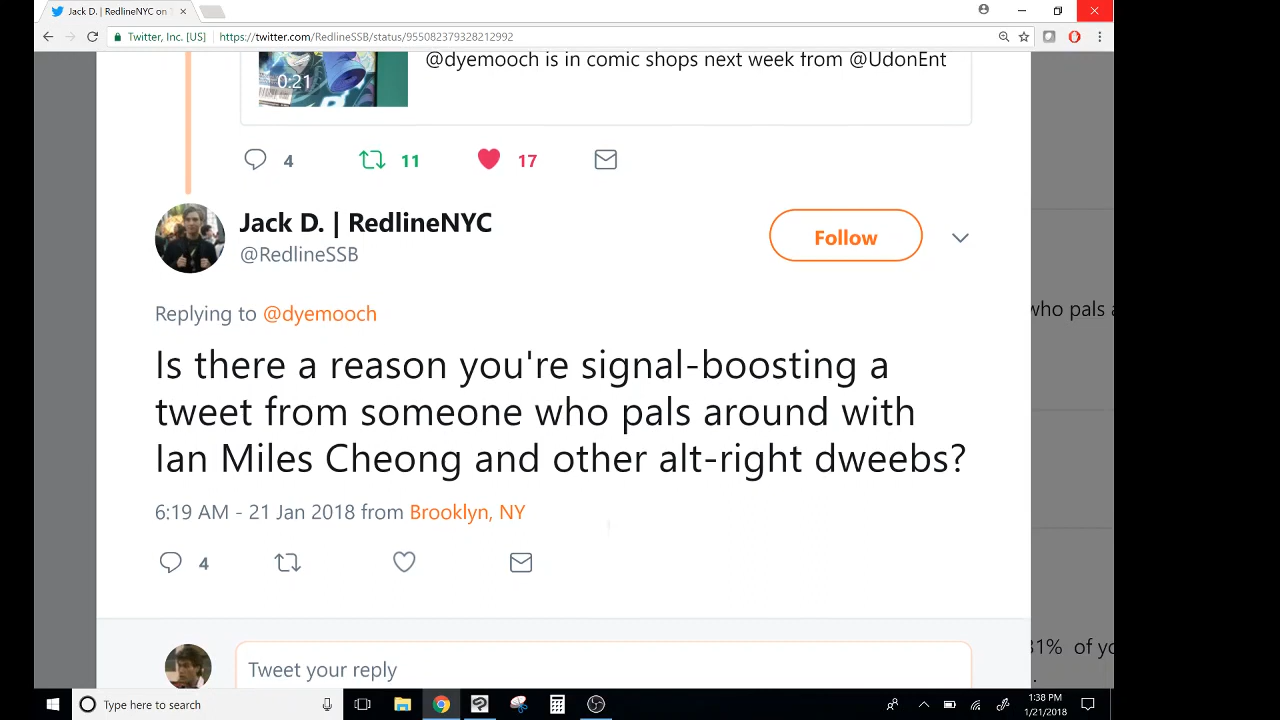 Jack D. | RedlineNYC on
Twitter, Inc. [US]
https://twitter.com/RedlineSSB/status/955082379328212992
@dyemooch is in comic shops next week from @UdonEnt
0:21
4 11 17
Jack D. | RedlineNYC
@RedlineSSB
Follow
Replying to @dyemooch
who pals
Is there a reason you're signal-boosting a
tweet from someone who pals around with
Ian Miles Cheong and other alt-right dweebs?
6:19 AM - 21 Jan 2018 from Brooklyn, NY
4
31% of
Tweet your reply
Type here to search
1:38 PM
1/21/2018